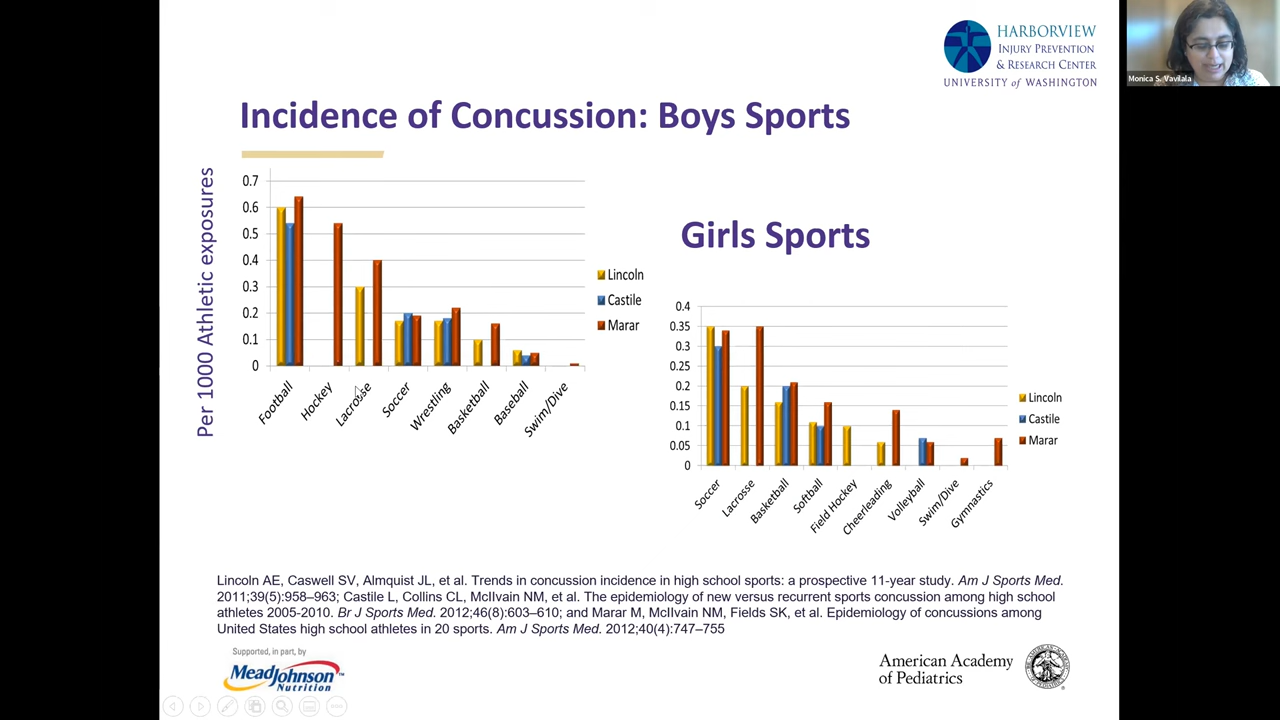 HARBORVIEW
INJURY PREVENTION
& RESEARCH CENTER
UNIVERSITY of WASHINGTON
Monica S. Vavilala
Incidence of Concussion: Boys Sports
Per 1000 Athletic exposures
0.7
0.6
0.5
0.4
0.3
0.2
0.1
0
Football
Hockey
Lacrosse
Soccer
Wrestling
Basketball
Baseball
Swim/Dive
Lincoln
Castile
Marar
Girls Sports
0.4
0.35
0.3
0.25
0.2
0.15
0.1
0.05
0
Soccer
Lacrosse
Basketball
Softball
Field Hockey
Cheerleading
Volleyball
Swim/Dive
Gymnastics
Lincoln
Castile
Marar
Lincoln AE, Caswell SV, Almquist JL, et al. Trends in concussion incidence in high school sports: a prospective 11-year study. Am J Sports Med.
2011;39(5):958–963; Castile L, Collins CL, McIlvain NM, et al. The epidemiology of new versus recurrent sports concussion among high school
athletes 2005-2010. Br J Sports Med. 2012;46(8):603–610; and Marar M, McIlvain NM, Fields SK, et al. Epidemiology of concussions among
United States high school athletes in 20 sports. Am J Sports Med. 2012;40(4):747–755
Supported, in part, by
MeadJohnson™
Nutrition
American Academy
of Pediatrics